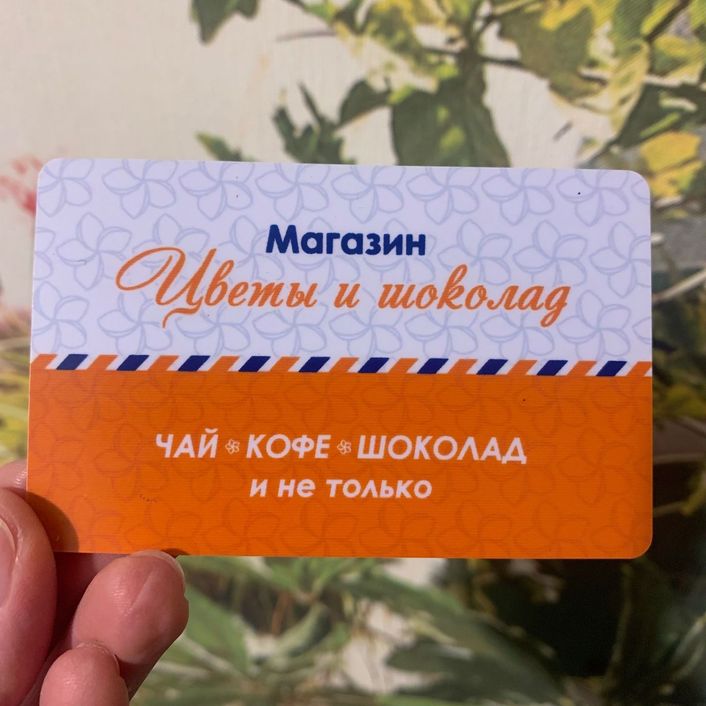 Магазин
Цветы и шоколад
ЧАЙ КОФЕ ШОКОЛАД
и не только